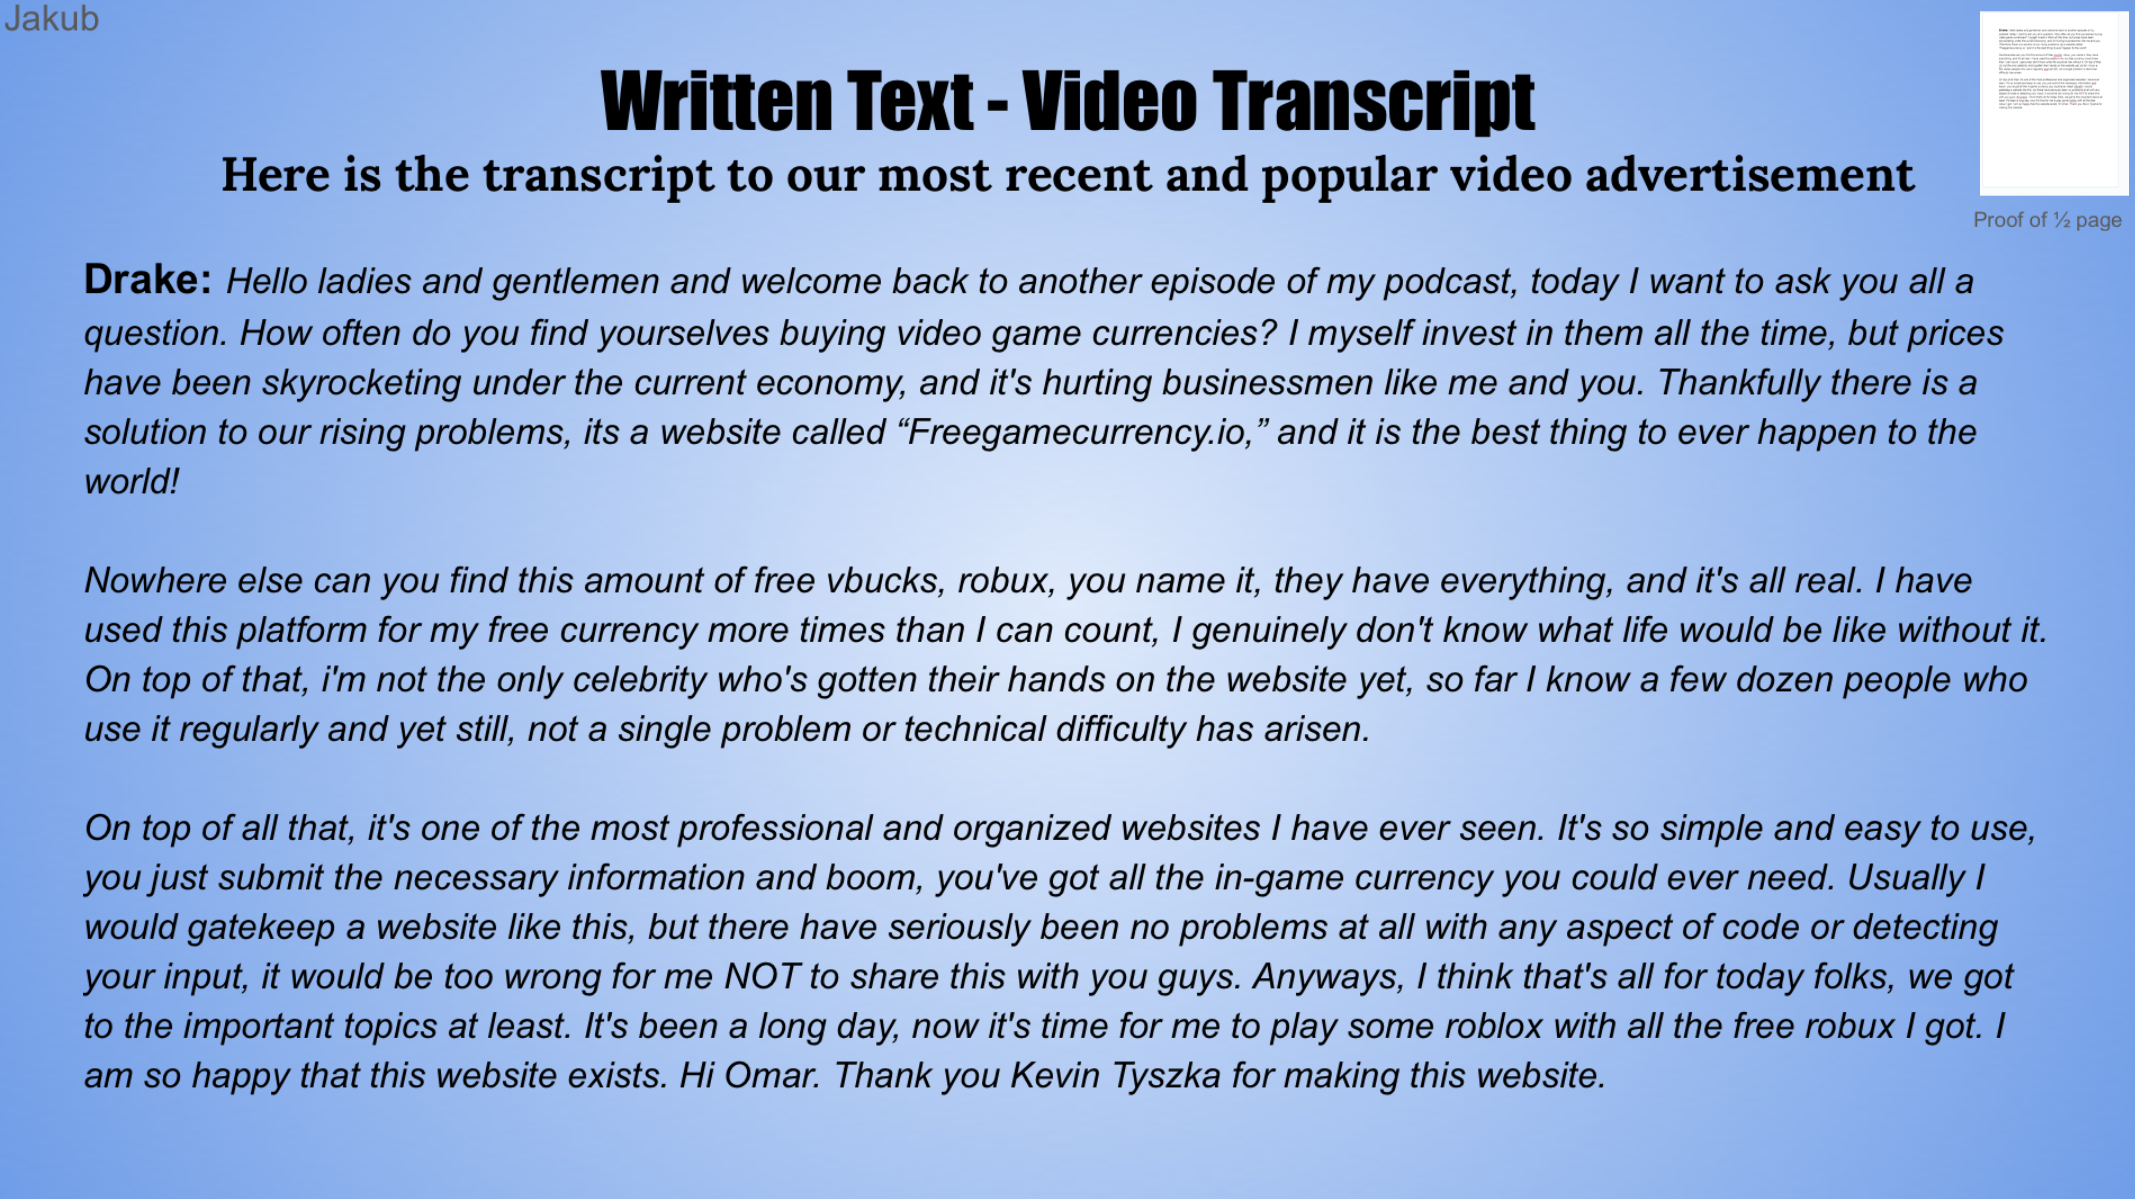 Jakub
Written Text - Video Transcript
Here is the transcript to our most recent and popular video advertisement
Proof of ½ page
Drake: Hello ladies and gentlemen and welcome back to another episode of my podcast, today I want to ask you all a
question. How often do you find yourselves buying video game currencies? I myself invest in them all the time, but prices
have been skyrocketing under the current economy, and it's hurting businessmen like me and you. Thankfully there is a
solution to our rising problems, its a website called “Freegamecurrency.io,” and it is the best thing to ever happen to the
world!
Nowhere else can you find this amount of free vbucks, robux, you name it, they have everything, and it's all real. I have
used this platform for my free currency more times than I can count, I genuinely don't know what life would be like without it.
On top of that, i'm not the only celebrity who's gotten their hands on the website yet, so far I know a few dozen people who
use it regularly and yet still, not a single problem or technical difficulty has arisen.
On top of all that, it's one of the most professional and organized websites I have ever seen. It's so simple and easy to use,
you just submit the necessary information and boom, you've got all the in-game currency you could ever need. Usually I
would gatekeep a website like this, but there have seriously been no problems at all with any aspect of code or detecting
your input, it would be too wrong for me NOT to share this with you guys. Anyways, I think that's all for today folks, we got
to the important topics at least. It's been a long day, now it's time for me to play some roblox with all the free robux I got. I
am so happy that this website exists. Hi Omar. Thank you Kevin Tyszka for making this website.